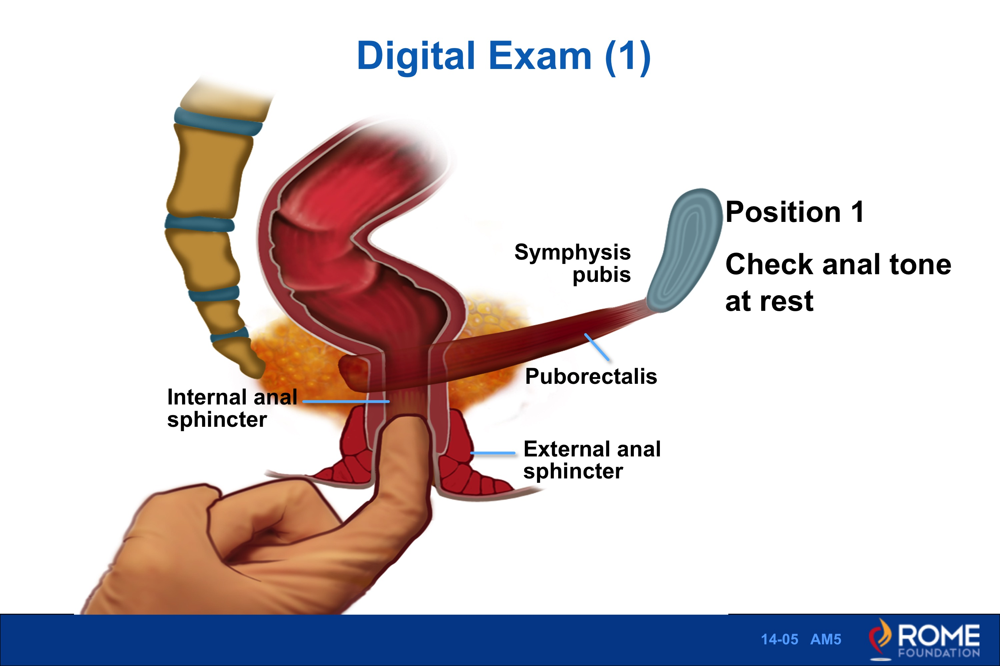 Digital Exam (1)
Position 1
Check anal tone
at rest
Symphysis
pubis
Puborectalis
Internal anal
sphincter
External anal
sphincter
14-05 AM5
ROME
FOUNDATION